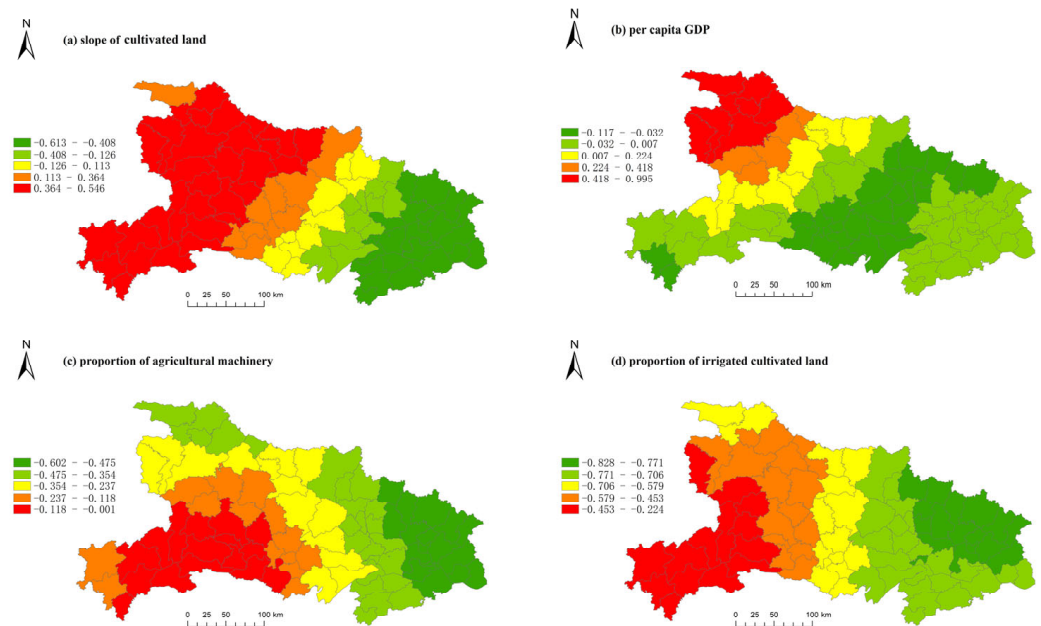 N
(a) slope of cultivated land
-0.613 - -0.408
-0.408 - -0.126
-0.126 - 0.113
0.113 - 0.364
0.364 - 0.546
0 25 50 100 km
N
(b) per capita GDP
-0.117 - -0.032
-0.032 - 0.007
0.007 - 0.224
0.224 - 0.418
0.418 - 0.995
0 25 50 100 km
N
(c) proportion of agricultural machinery
-0.602 - -0.475
-0.475 - -0.354
-0.354 - -0.237
-0.237 - -0.118
-0.118 - -0.001
0 25 50 100 km
N
(d) proportion of irrigated cultivated land
-0.828 - -0.771
-0.771 - -0.706
-0.706 - -0.579
-0.579 - -0.453
-0.453 - -0.224
0 25 50 100 km